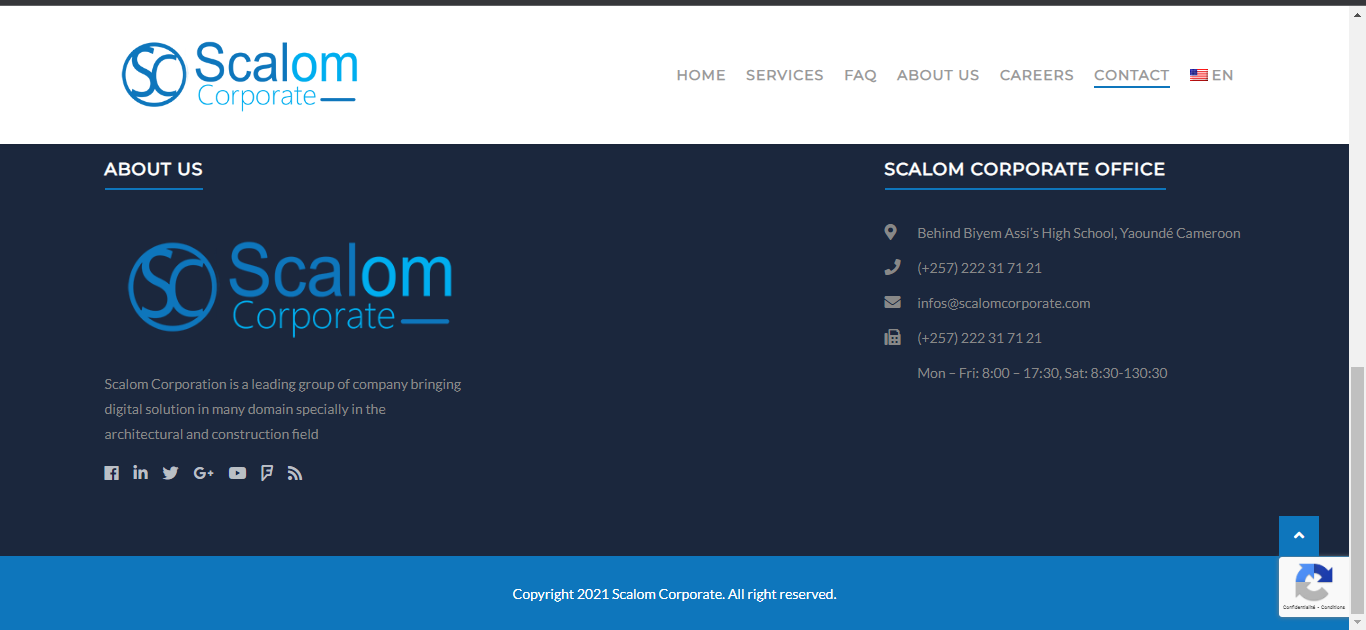 SC Scalom
Corporate
HOME SERVICES FAQ ABOUT US CAREERS CONTACT EN
ABOUT US
SC Scalom
Corporate
Scalom Corporation is a leading group of company bringing
digital solution in many domain specially in the
architectural and construction field
SCALOM CORPORATE OFFICE
Behind Biyem Assi’s High School, Yaoundé Cameroon
(+257) 222 31 71 21
infos@scalomcorporate.com
(+257) 222 31 71 21
Mon – Fri: 8:00 – 17:30, Sat: 8:30-130:30
Copyright 2021 Scalom Corporate. All right reserved.
Confidentialité - Conditions